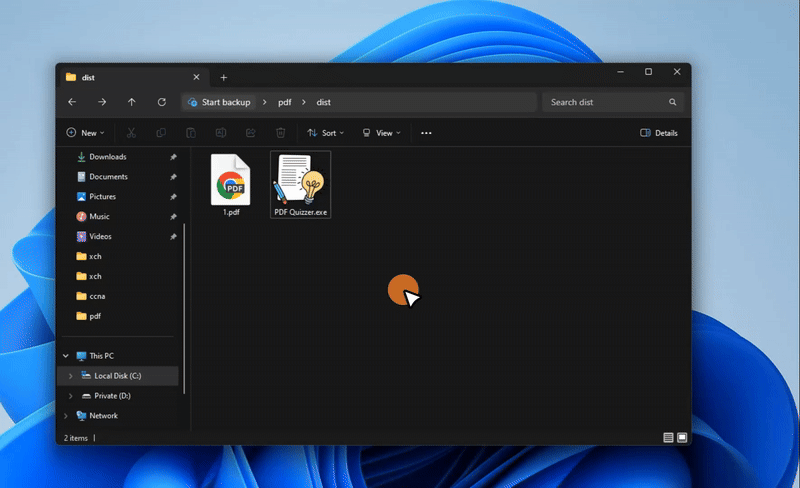 dist
Start backup > pdf > dist
Search dist
New
Sort
View
Details
Downloads
Documents
Pictures
Music
Videos
xch
xch
ccna
pdf
This PC
Local Disk (C:)
Private (D:)
Network
PDF
1.pdf
PDF Quizzer.exe
2 items